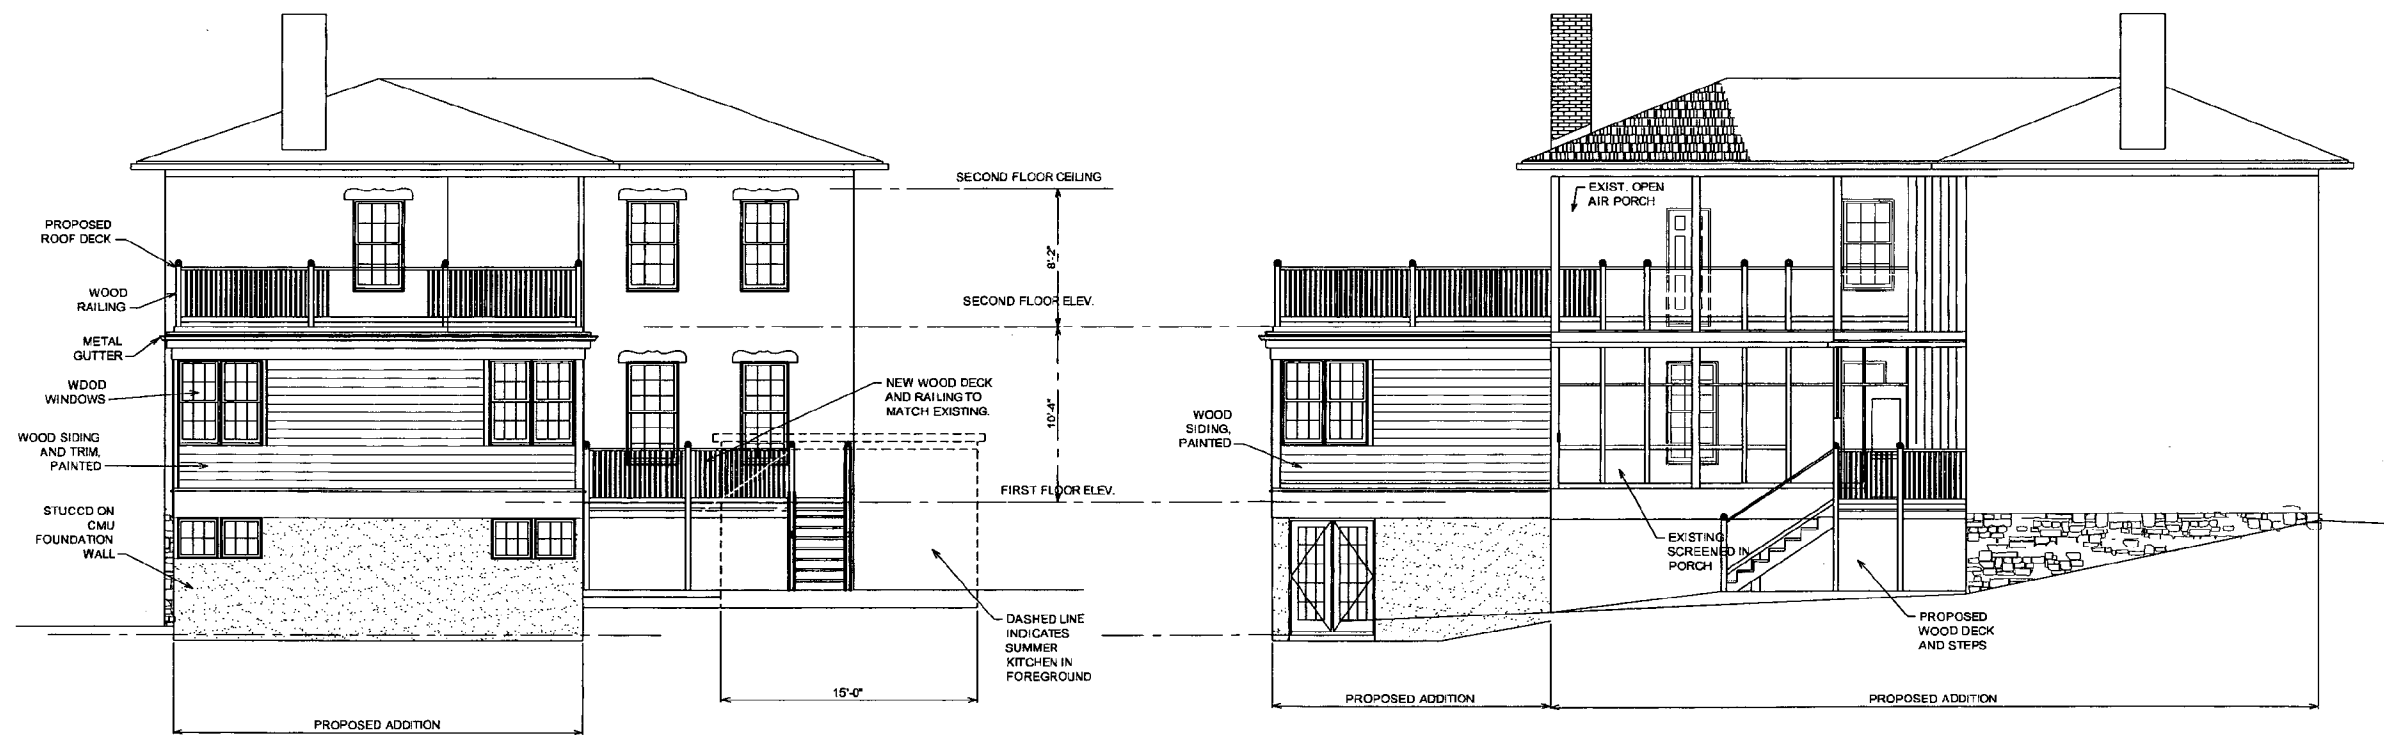 PROPOSED
ROOF DECK
WOOD
RAILING
METAL
GUTTER
WOOD
WINDOWS
WOOD SIDING
AND TRIM,
PAINTED
STUCCO ON
CMU
FOUNDATION
WALL
PROPOSED ADDITION
NEW WOOD DECK
AND RAILING TO
MATCH EXISTING.
SECOND FLOOR CEILING
8'-2"
SECOND FLOOR ELEV.
10'-4"
FIRST FLOOR ELEV.
DASHED LINE
INDICATES
SUMMER
KITCHEN IN
FOREGROUND
15'-0"
EXIST. OPEN
AIR PORCH
WOOD
SIDING,
PAINTED
EXISTING
SCREENED IN
PORCH
PROPOSED
WOOD DECK
AND STEPS
PROPOSED ADDITION
PROPOSED ADDITION